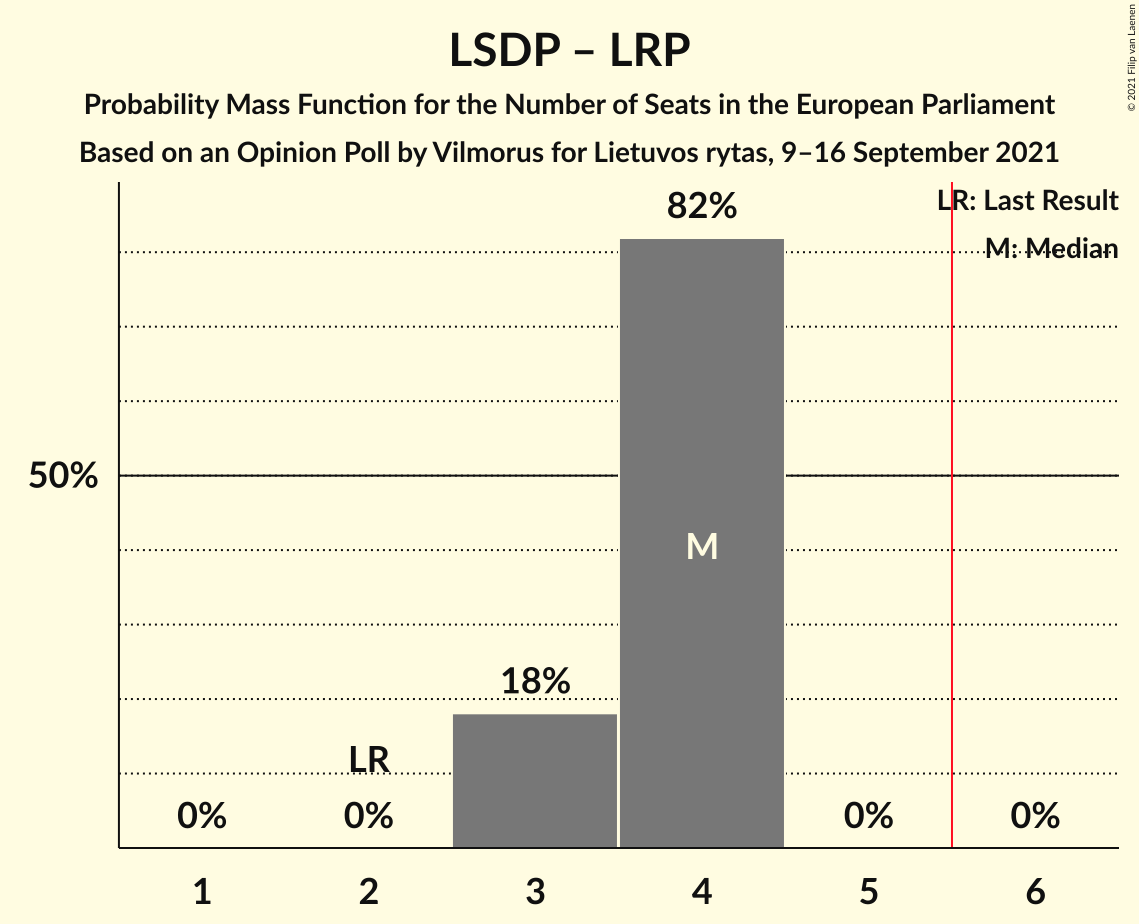 LSDP – LRP
Probability Mass Function for the Number of Seats in the European Parliament
Based on an Opinion Poll by Vilmorus for Lietuvos rytas, 9–16 September 2021
© 2021 Filip van Laenen
LR: Last Result
M: Median
82%
50%
M
18%
LR
0%
0%
0%
0%
1
2
3
4
5
6